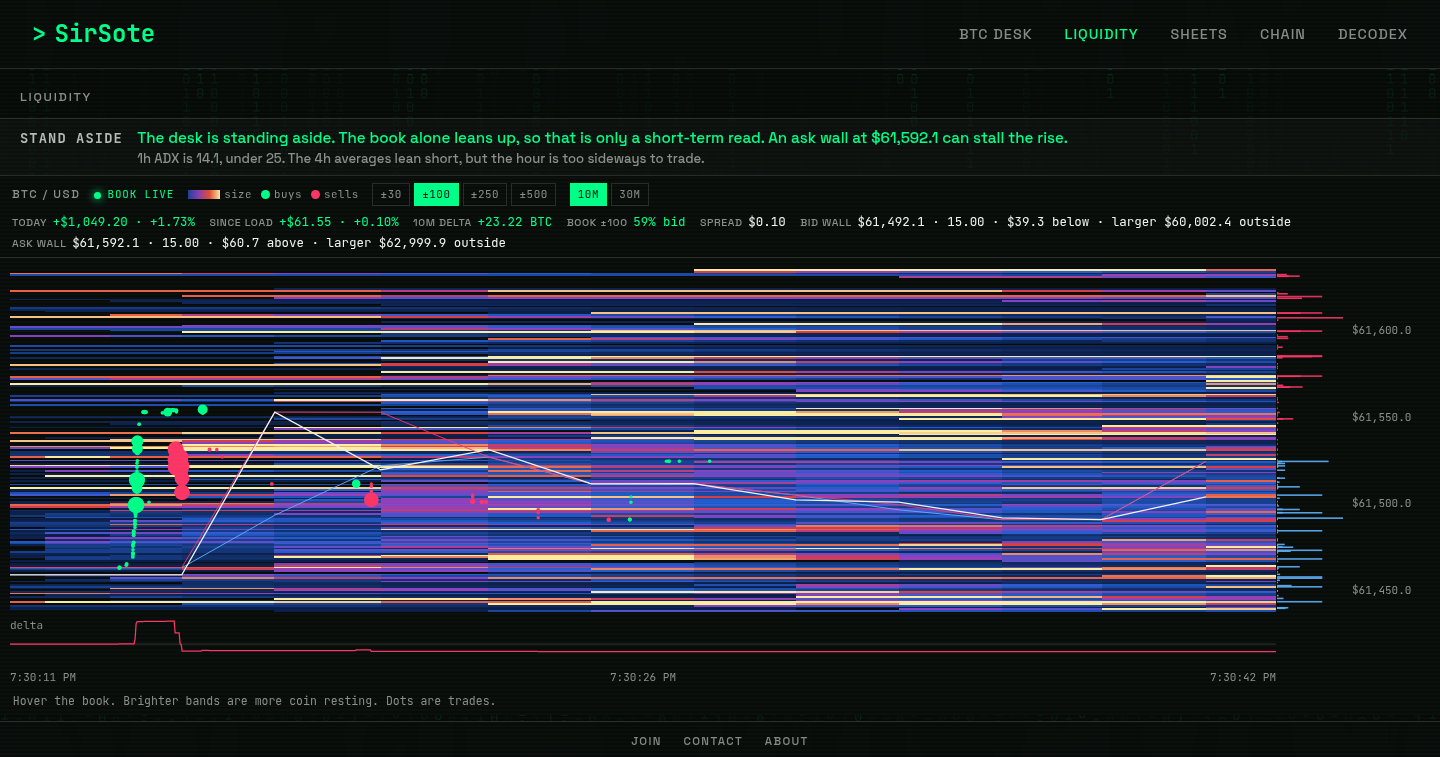 > SirSote
BTC DESK LIQUIDITY SHEETS CHAIN DECODEX
LIQUIDITY
STAND ASIDE The desk is standing aside. The book alone leans up, so that is only a short-term read. An ask wall at $61,592.1 can stall the rise.
1h ADX is 14.1, under 25. The 4h averages lean short, but the hour is too sideways to trade.
BTC / USD BOOK LIVE size buys sells ±30 ±100 ±250 ±500 10M 30M
TODAY +$1,049.20 · +1.73% SINCE LOAD +$61.55 · +0.10% 10M DELTA +23.22 BTC BOOK ±100 59% bid SPREAD $0.10 BID WALL $61,492.1 · 15.00 · $39.3 below · larger $60,002.4 outside
ASK WALL $61,592.1 · 15.00 · $60.7 above · larger $62,999.9 outside
$61,600.0
$61,550.0
$61,500.0
$61,450.0
delta
7:30:11 PM 7:30:26 PM 7:30:42 PM
Hover the book. Brighter bands are more coin resting. Dots are trades.
JOIN CONTACT ABOUT